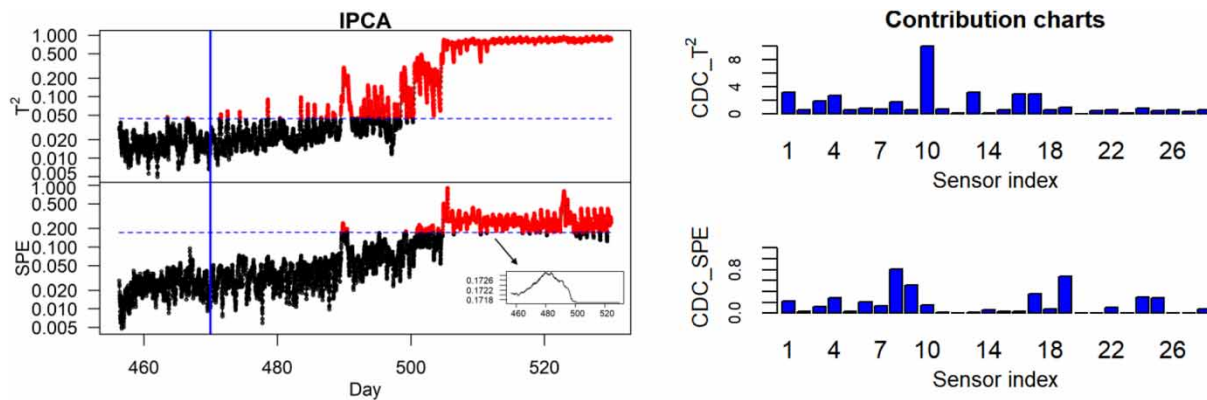 IPCA
T²
1.000
0.500
0.200
0.100
0.050
0.020
0.010
0.005
SPE
1.000
0.500
0.200
0.100
0.050
0.020
0.010
0.005
0.1726
0.1722
0.1718
460 480 500 520
460 480 500 520
Day
Contribution charts
CDC_T²
8
4
0
1 4 7 10 14 18 22 26
Sensor index
CDC_SPE
0.8
0.0
1 4 7 10 14 18 22 26
Sensor index